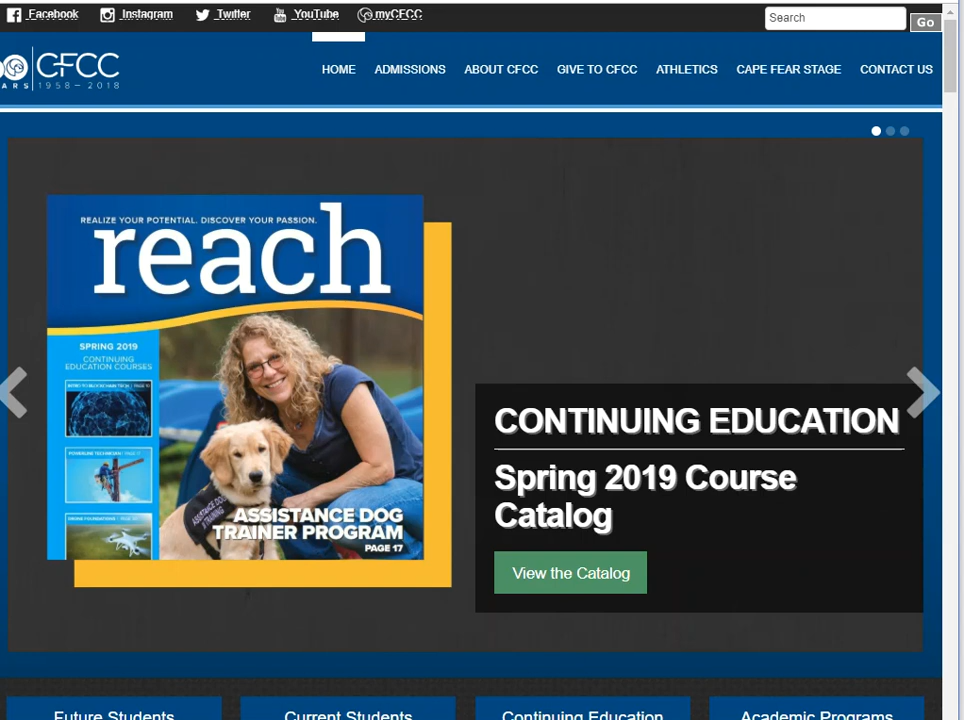 Facebook Instagram Twitter YouTube myCFCC Search Go
CFCC
1958 – 2018
HOME ADMISSIONS ABOUT CFCC GIVE TO CFCC ATHLETICS CAPE FEAR STAGE CONTACT US
REALIZE YOUR POTENTIAL. DISCOVER YOUR PASSION.
reach
SPRING 2019
CONTINUING
EDUCATION COURSES
ASSISTANCE DOG
TRAINER PROGRAM
PAGE 17
CONTINUING EDUCATION
Spring 2019 Course
Catalog
View the Catalog
Future Students Current Students Continuing Education Academic Programs